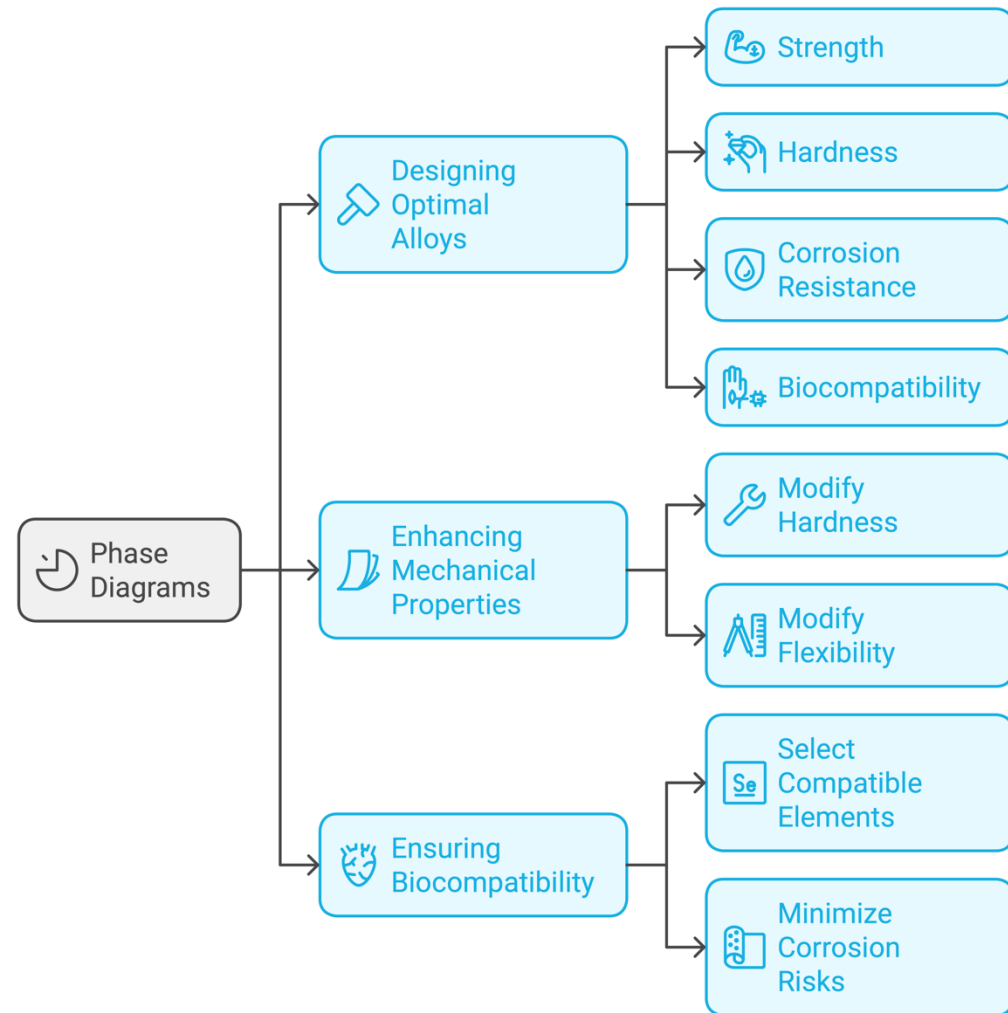 Phase
Diagrams
Designing
Optimal
Alloys
Strength
Hardness
Corrosion
Resistance
Biocompatibility
Enhancing
Mechanical
Properties
Modify
Hardness
Modify
Flexibility
Ensuring
Biocompatibility
Se
Select
Compatible
Elements
Minimize
Corrosion
Risks